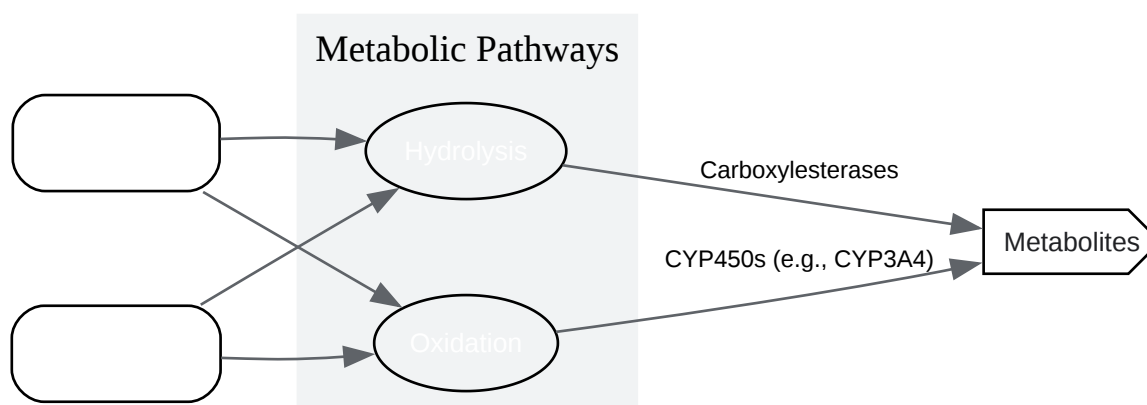 Metabolic Pathways
Hydrolysis
Carboxylesterases
Metabolites
CYP450s (e.g., CYP3A4)
Oxidation